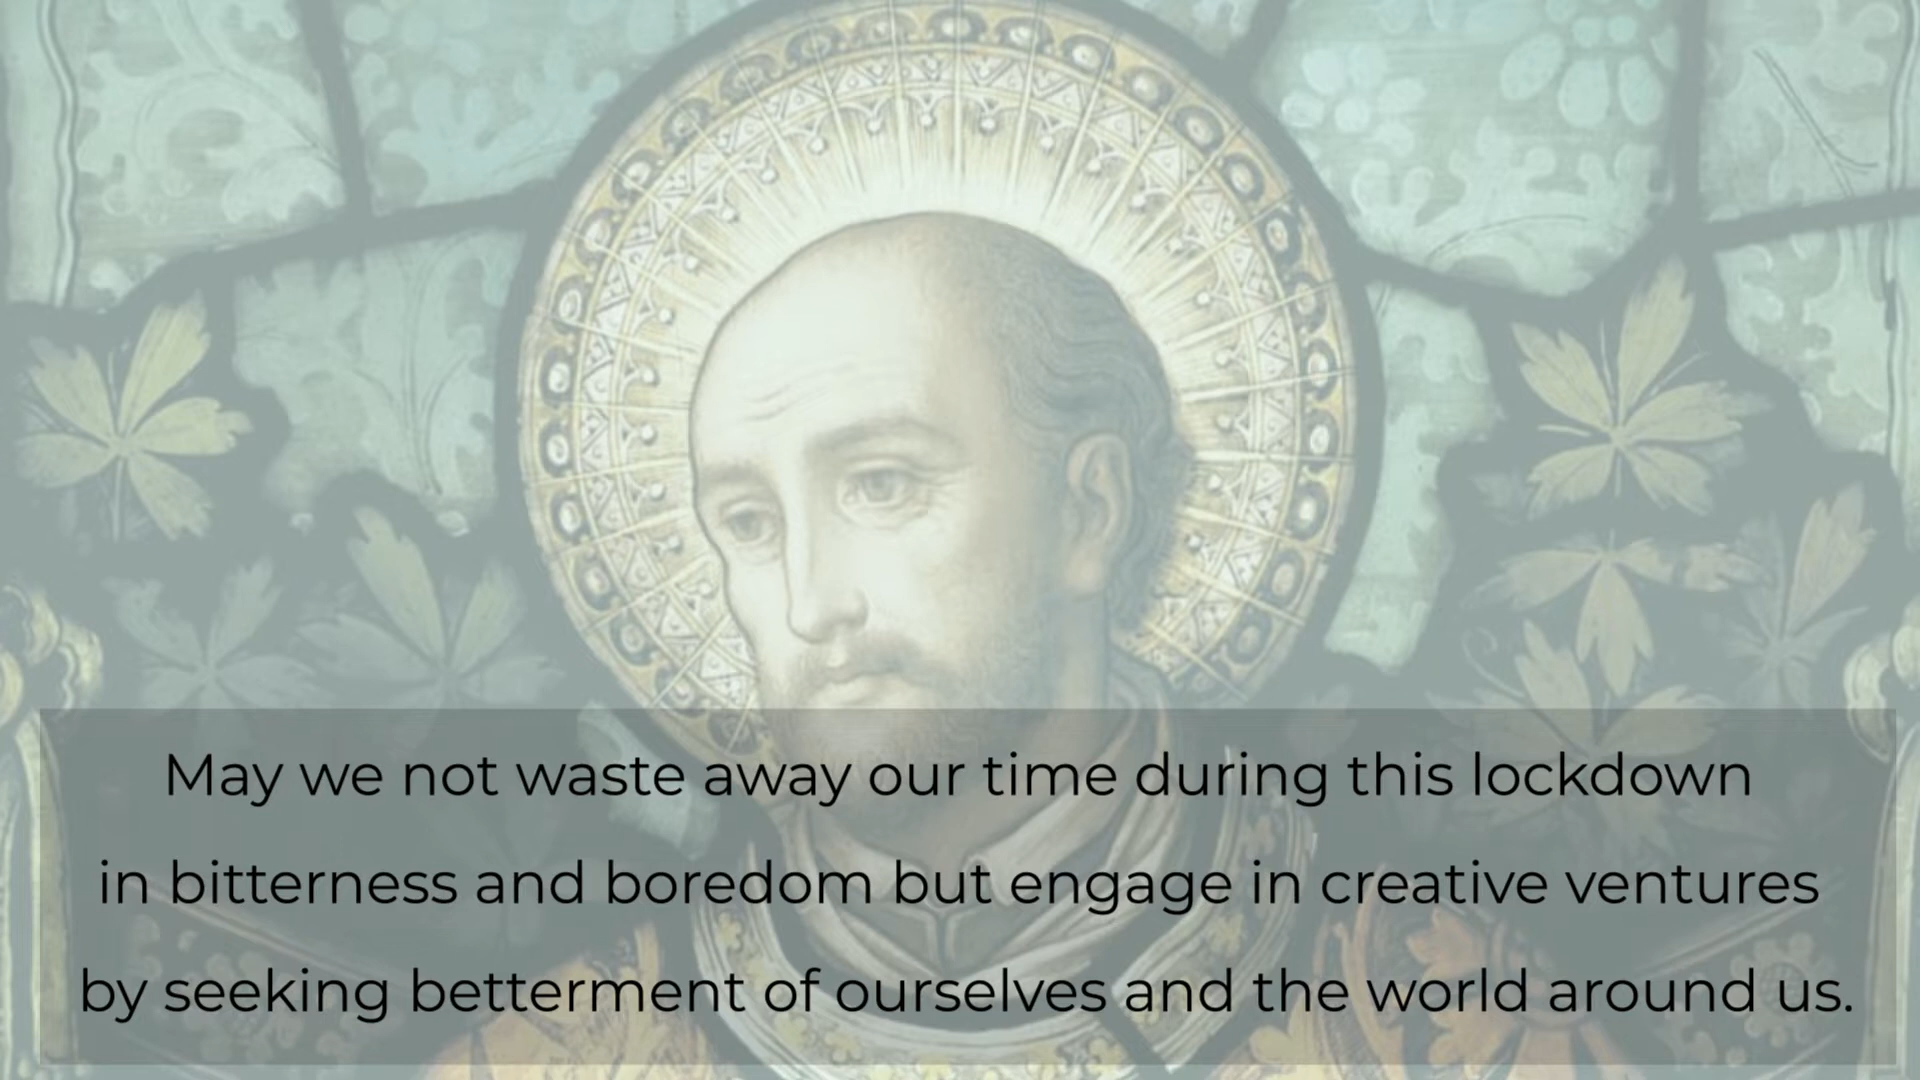 May we not waste away our time during this lockdown
in bitterness and boredom but engage in creative ventures
by seeking betterment of ourselves and the world around us.